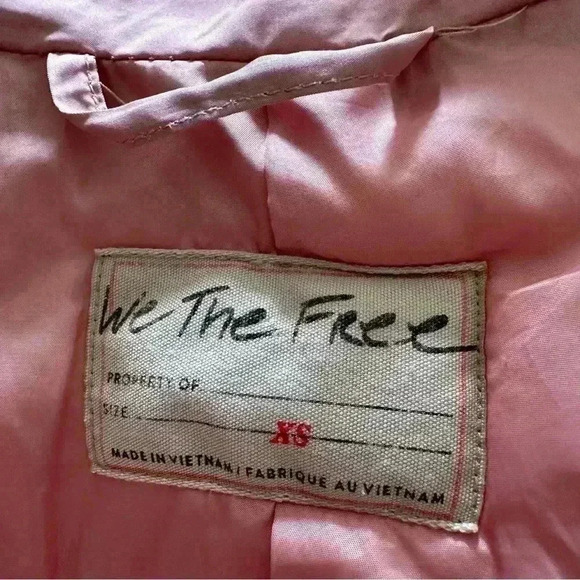 We The Free
PROPERTY OF
SIZE XS
MADE IN VIETNAM / FABRIQUE AU VIETNAM